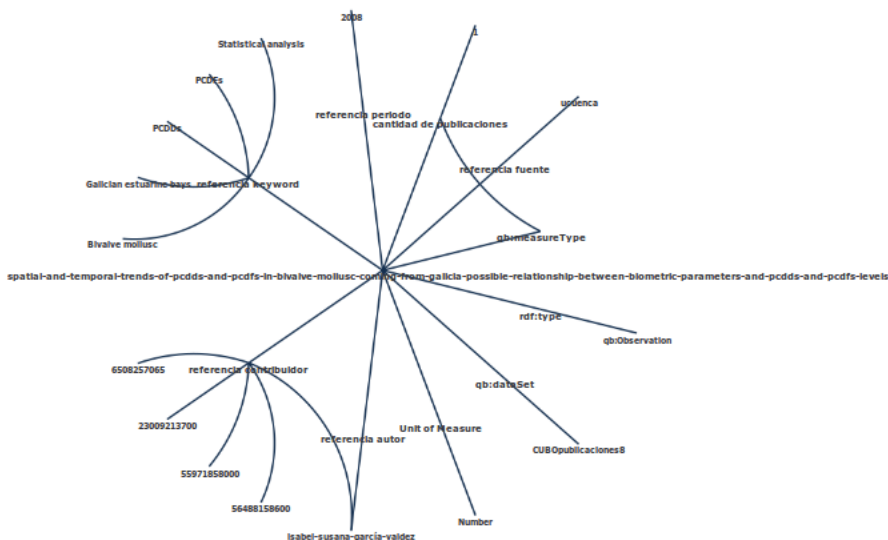 2008
1
Statistical analysis
PCDFs
ucuenca
referencia periodo
cantidad de publicaciones
PCDDs
referencia fuente
Galician estuarine bays
referencia keyword
qb:measureType
Bivalve mollusc
spatial-and-temporal-trends-of-pcdds-and-pcdfs-in-bivalve-mollusc-coming-from-galicia-possible-relationship-between-biometric-parameters-and-pcdds-and-pcdfs-levels
rdf:type
qb:Observation
6508257065
referencia contribuidor
qb:dataSet
23009213700
Unit of Measure
referencia autor
CUBOpublicaciones8
55971858000
56488158600
Number
isabel-susana-garcía-valdez